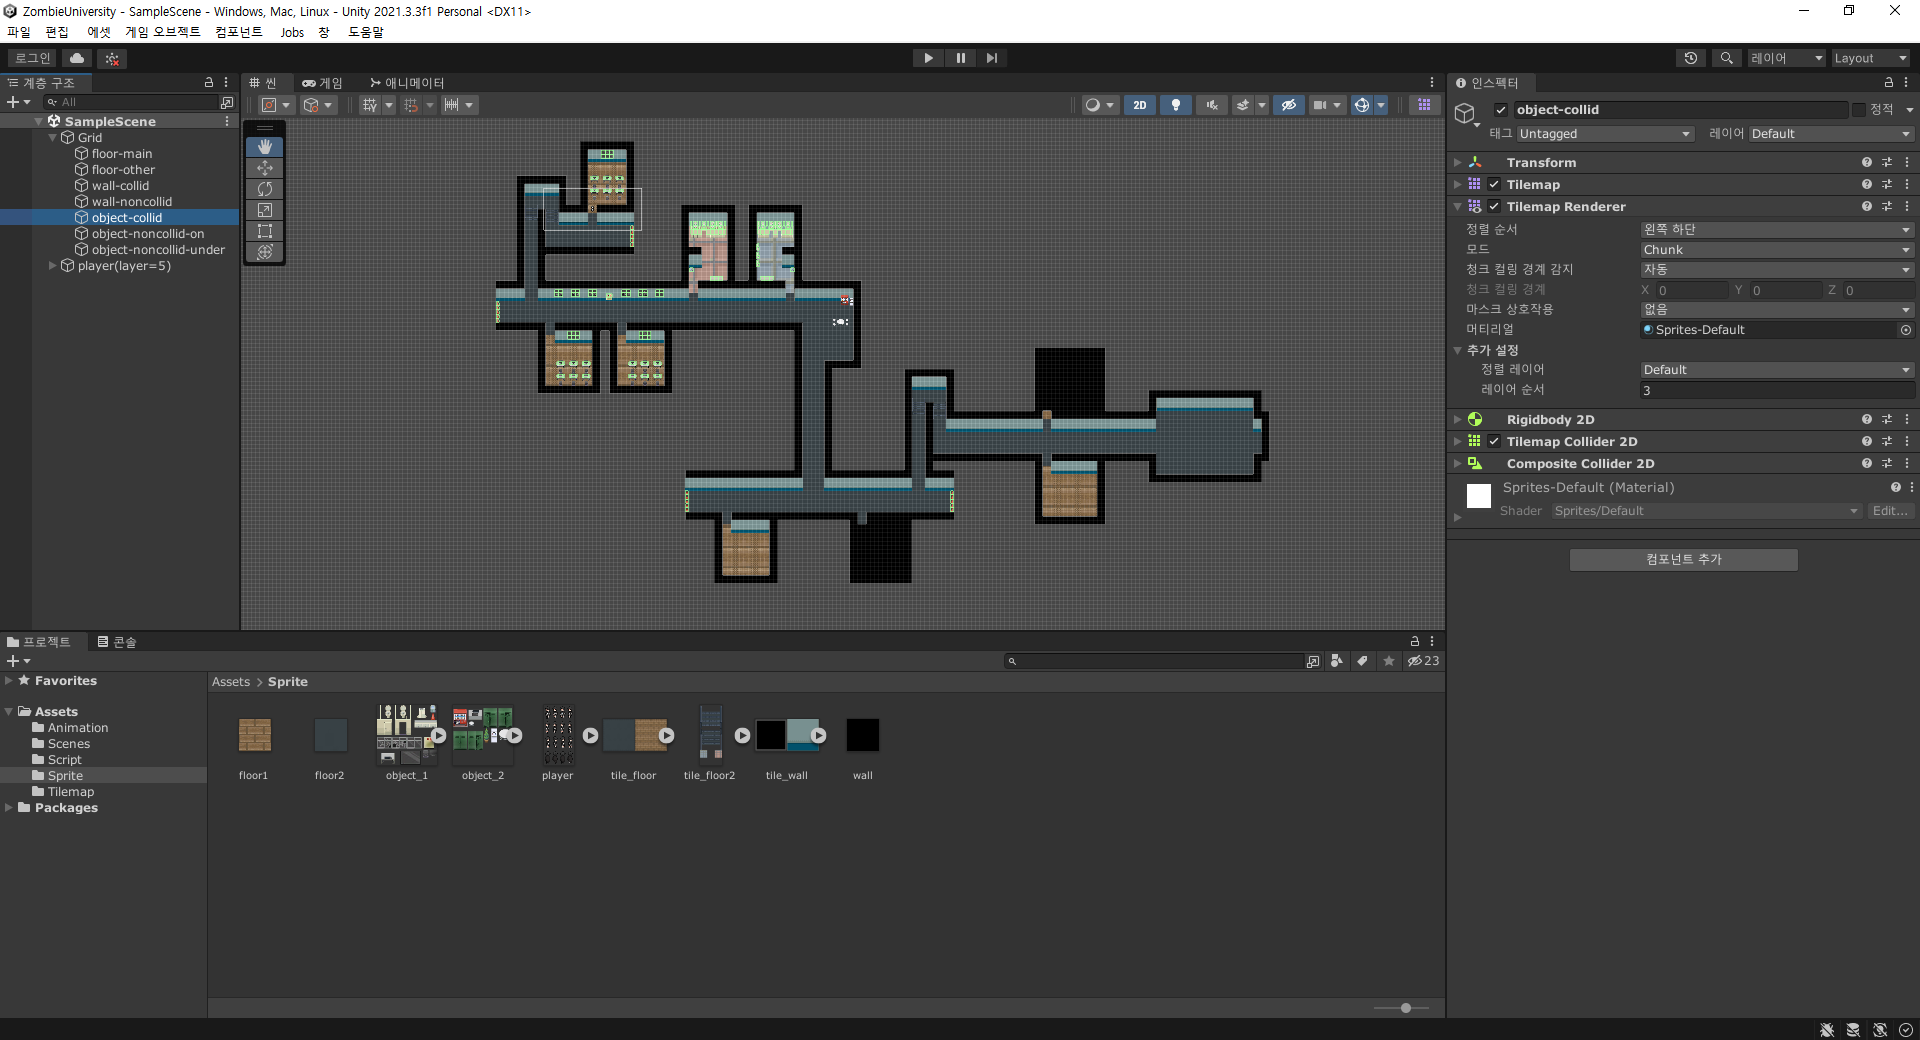 ZombieUniversity - SampleScene - Windows, Mac, Linux - Unity 2021.3.3f1 Personal <DX11>
파일 편집 에셋 게임 오브젝트 컴포넌트 Jobs 창 도움말
로그인 레이어 Layout
계층 구조 씬 게임 애니메이터 인스펙터
All 2D
SampleScene
Grid
floor-main
floor-other
wall-collid
wall-noncollid
object-collid
object-noncollid-on
object-noncollid-under
player(layer=5)
object-collid 정적
태그 Untagged 레이어 Default
Transform
Tilemap
Tilemap Renderer
정렬 순서 왼쪽 하단
모드 Chunk
청크 컬링 경계 감지 자동
청크 컬링 경계 X 0 Y 0 Z 0
마스크 상호작용 없음
머티리얼 Sprites-Default
추가 설정
정렬 레이어 Default
레이어 순서 3
Rigidbody 2D
Tilemap Collider 2D
Composite Collider 2D
Sprites-Default (Material)
Shader Sprites/Default Edit...
컴포넌트 추가
프로젝트 콘솔
23
Favorites
Assets
Animation
Scenes
Script
Sprite
Tilemap
Packages
Assets > Sprite
floor1 floor2 object_1 object_2 player tile_floor tile_floor2 tile_wall wall